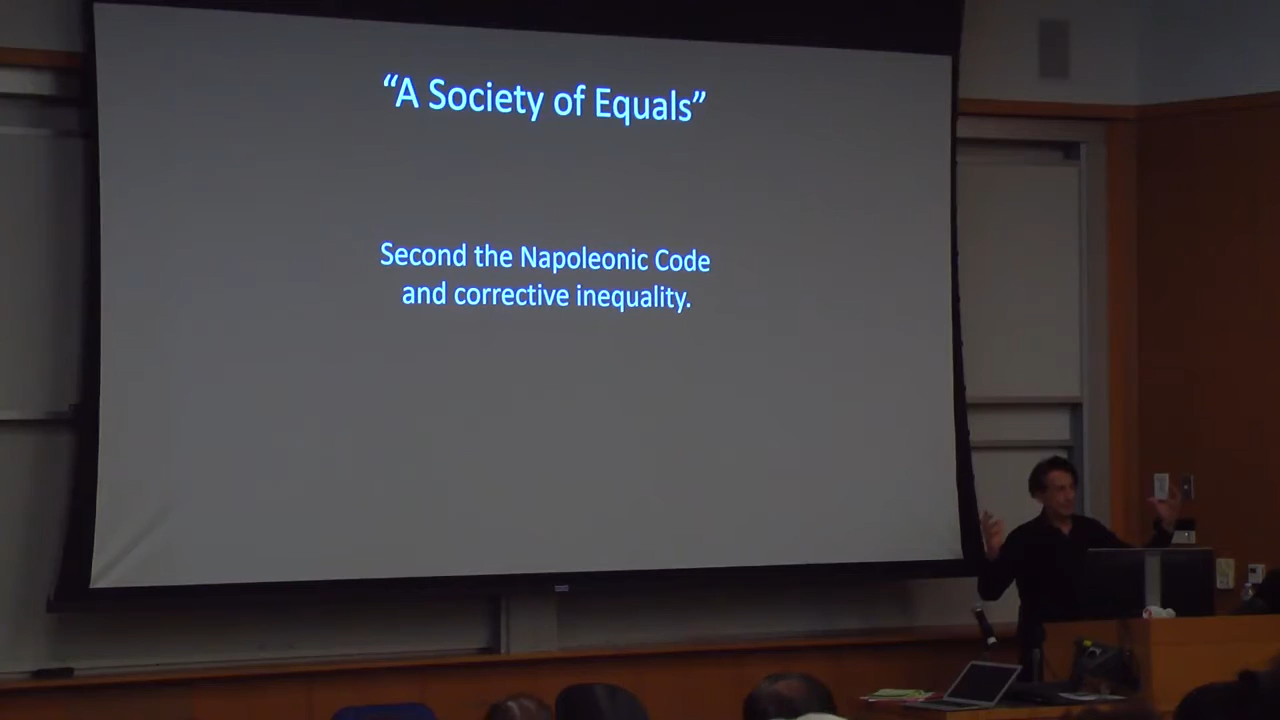 “A Society of Equals”
Second the Napoleonic Code
and corrective inequality.